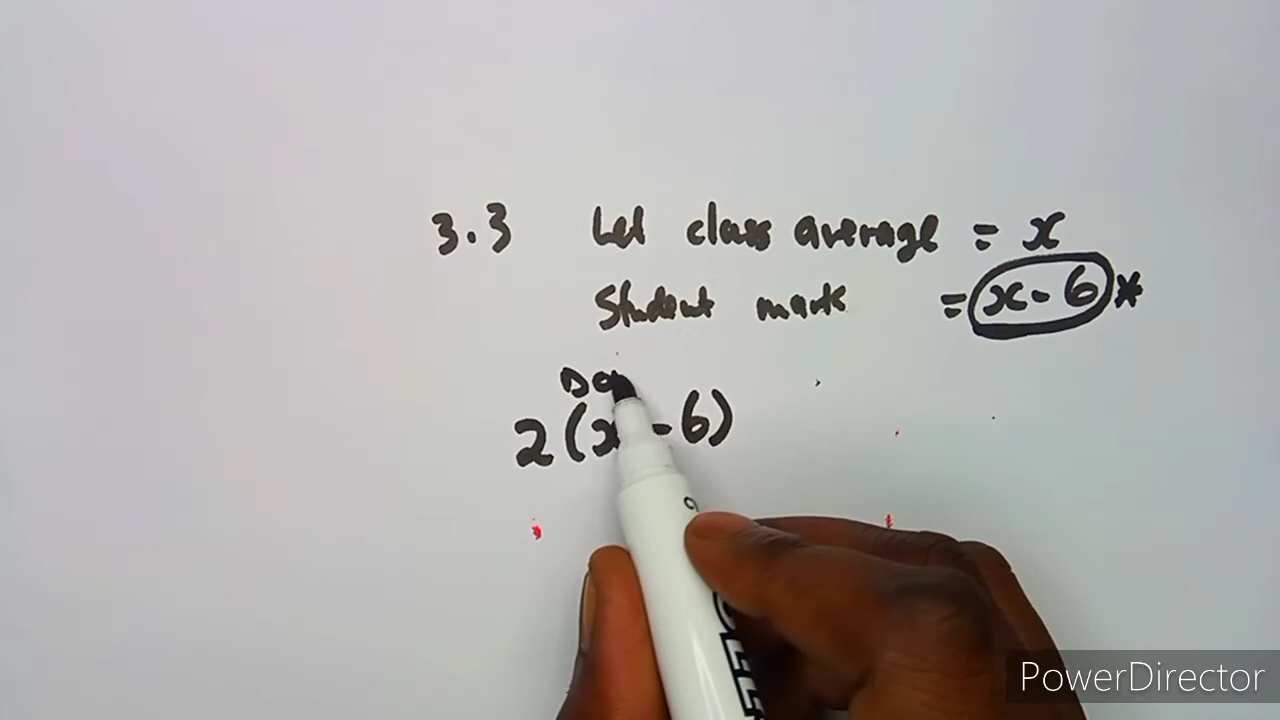 3.3 Let class average = x
Student mark = x - 6 *
2(x - 6)
PowerDirector